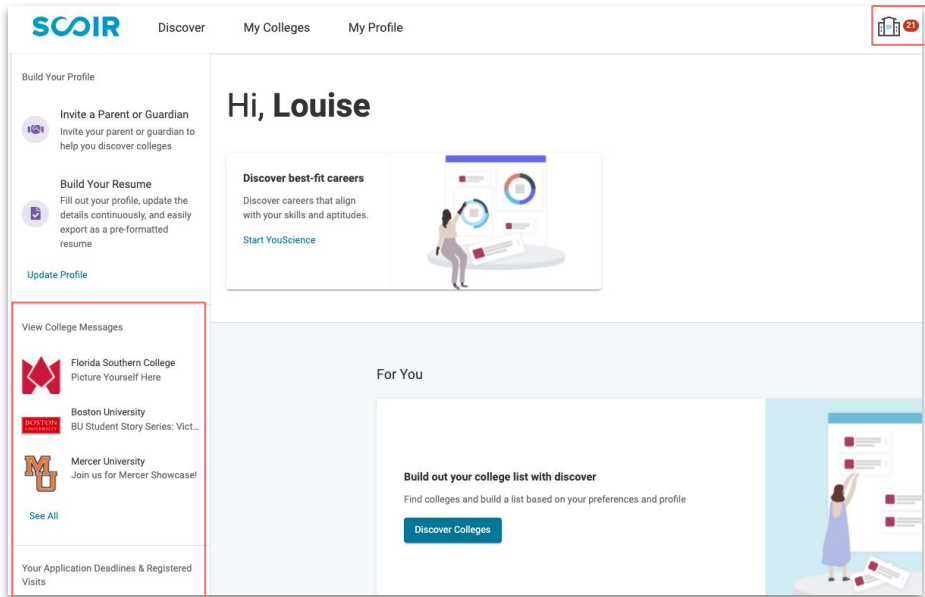 SCOIR
Discover
My Colleges
My Profile
21
Build Your Profile
Invite a Parent or Guardian
Invite your parent or guardian to
help you discover colleges
Build Your Resume
Fill out your profile, update the
details continuously, and easily
export as a pre-formatted
resume
Update Profile
View College Messages
Florida Southern College
Picture Yourself Here
BOSTON
UNIVERSITY
Boston University
BU Student Story Series: Vict...
MU
Mercer University
Join us for Mercer Showcase!
See All
Your Application Deadlines & Registered
Visits
Hi, Louise
Discover best-fit careers
Discover careers that align
with your skills and aptitudes.
Start YouScience
For You
Build out your college list with discover
Find colleges and build a list based on your preferences and profile
Discover Colleges